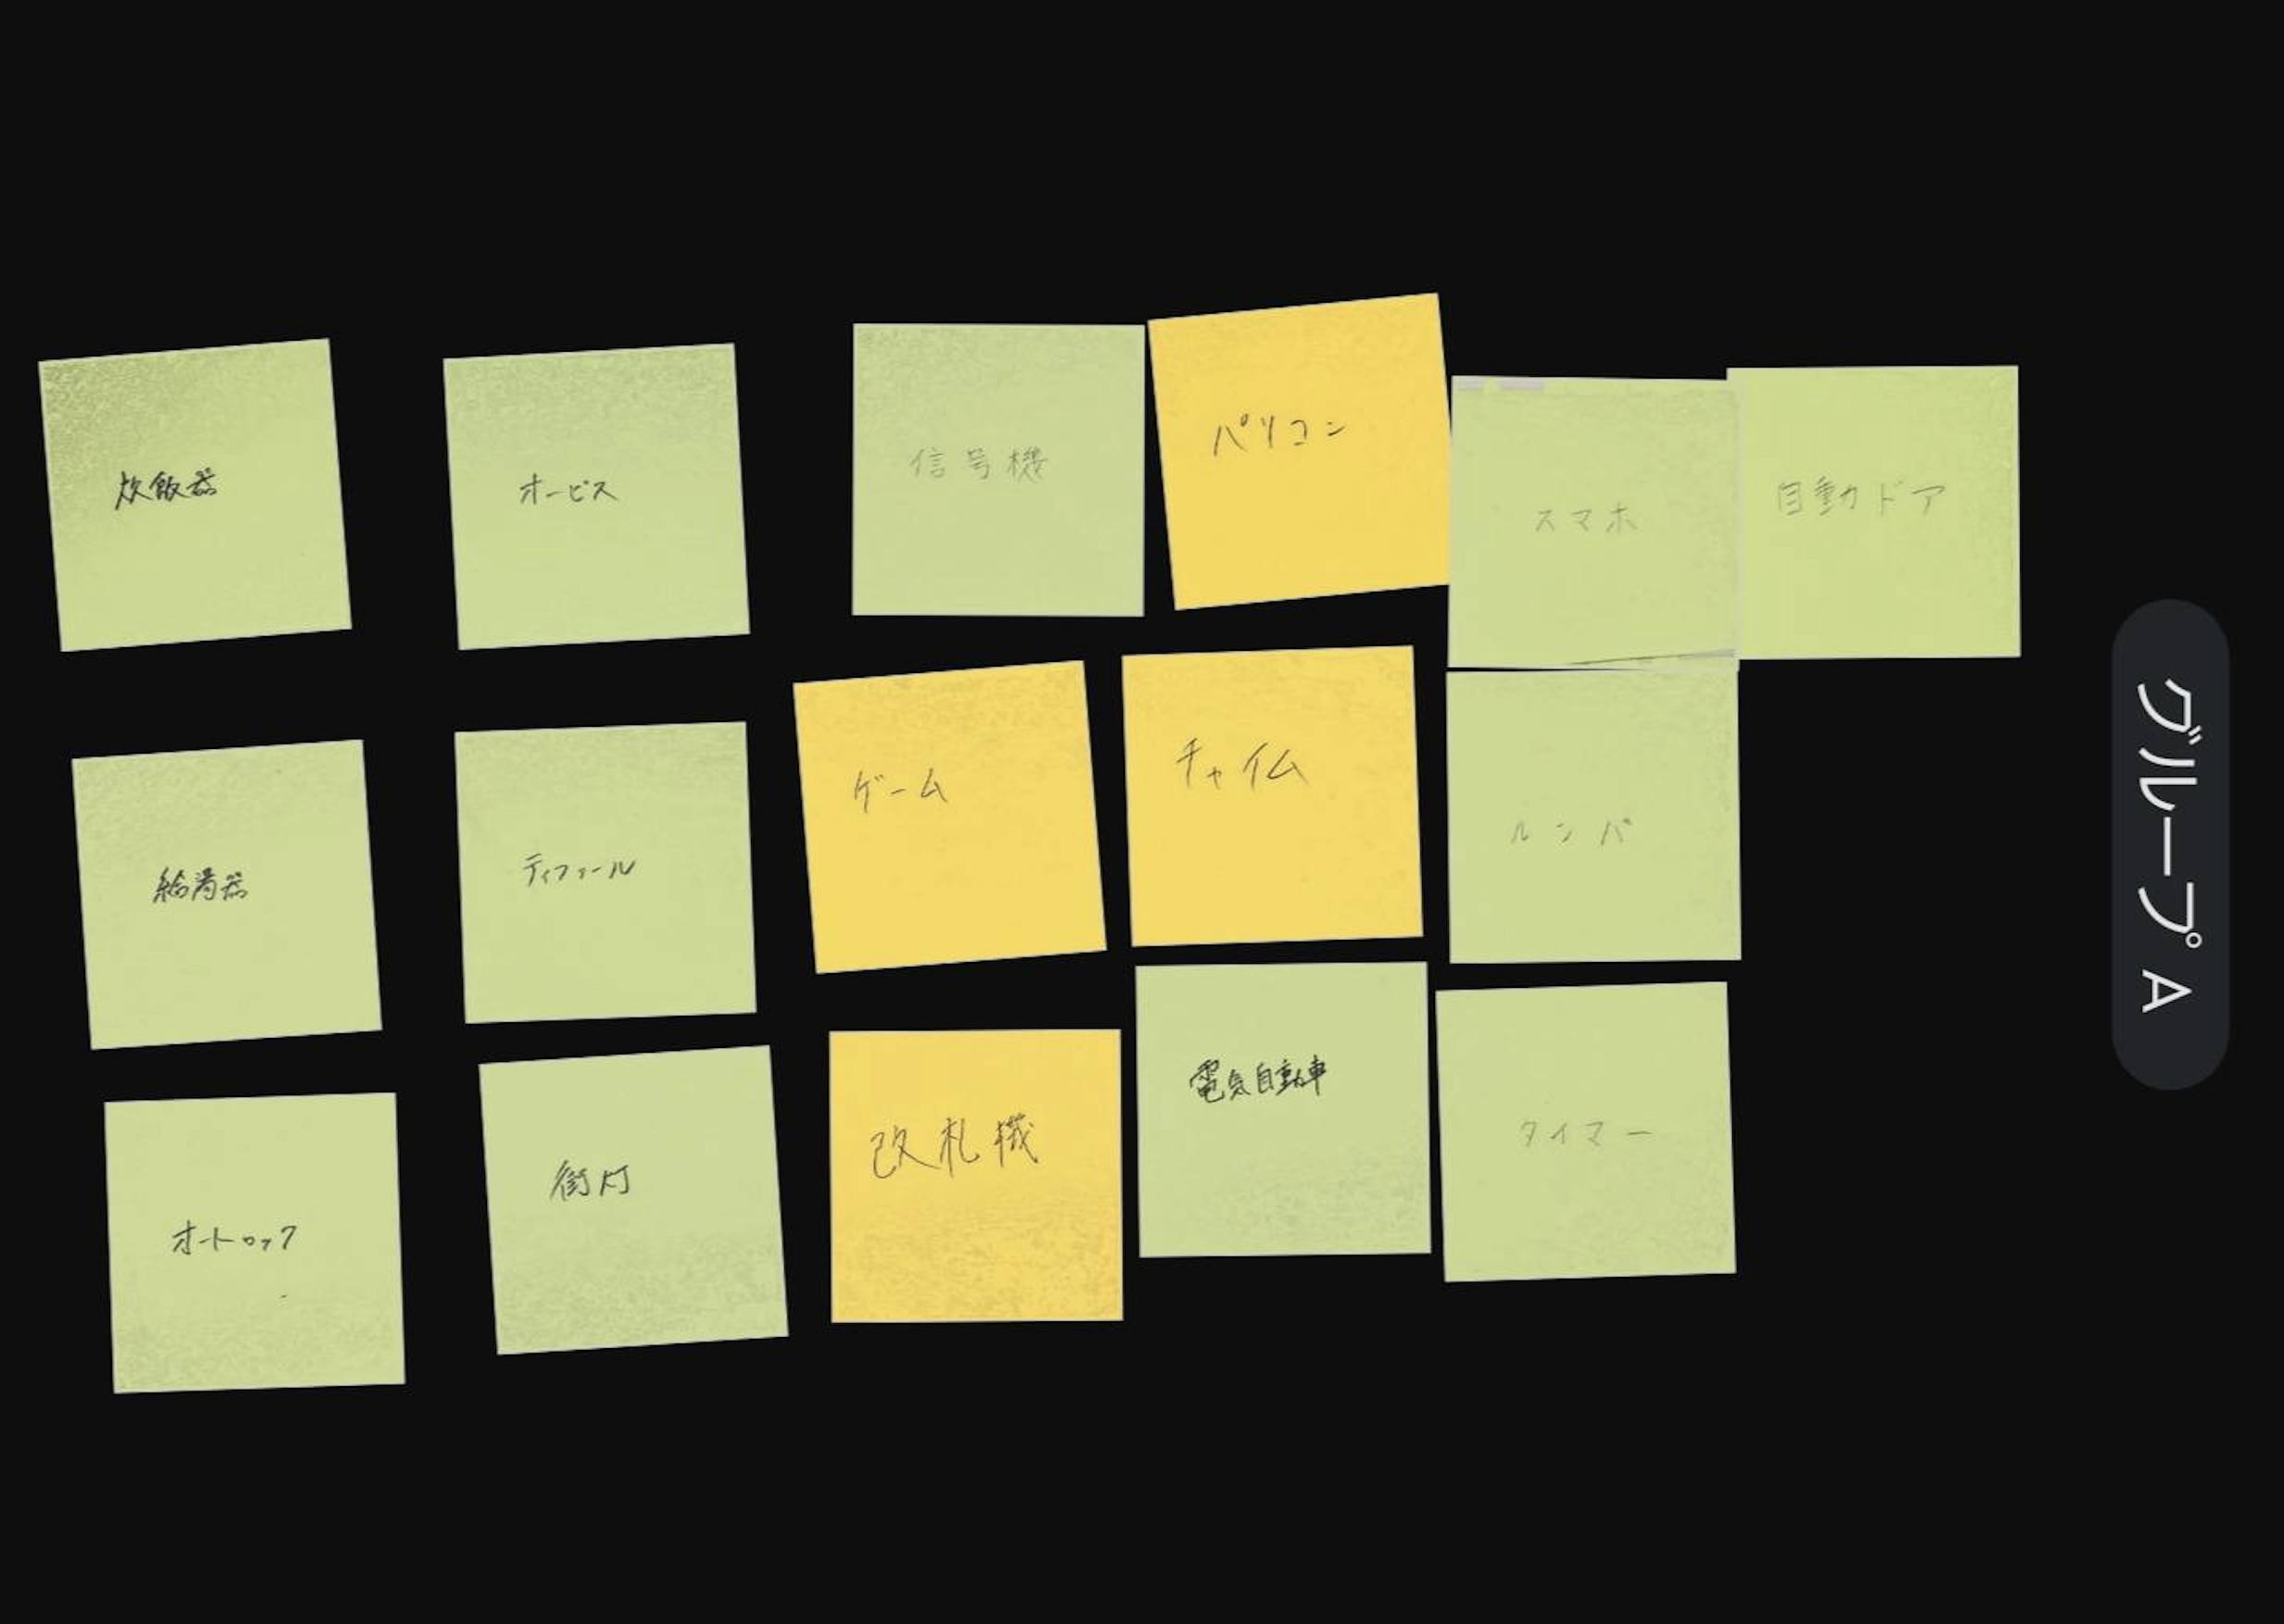 炊飯器
オービス
信号機
パソコン
スマホ
自動ドア
給湯器
ティファール
ゲーム
チャイム
ルンバ
オートロック
街灯
改札機
電気自動車
タイマー
グループ A